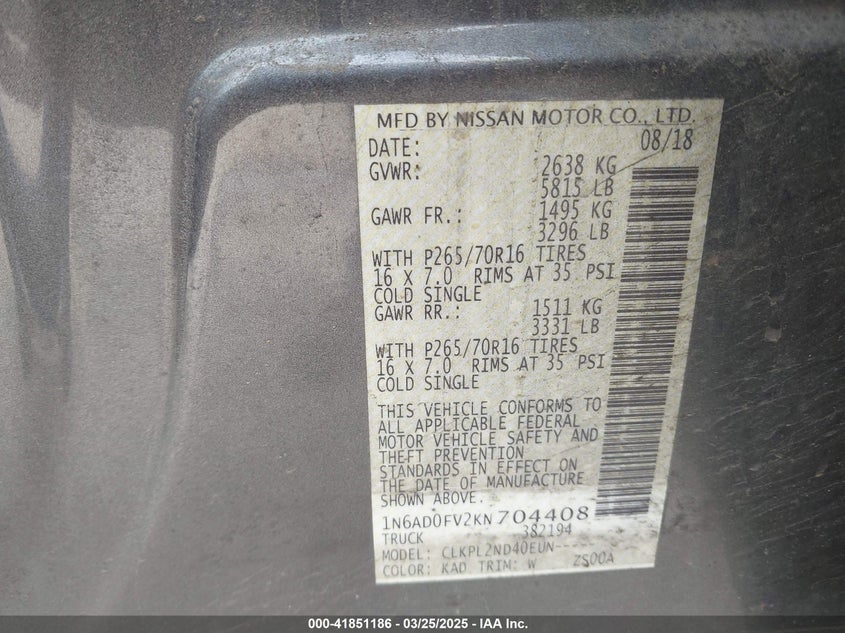 MFD BY NISSAN MOTOR CO., LTD.
DATE: 08/18
GVWR: 2638 KG
5815 LB
GAWR FR.: 1495 KG
3296 LB
WITH P265/70R16 TIRES
16 X 7.0 RIMS AT 35 PSI
COLD SINGLE
GAWR RR.: 1511 KG
3331 LB
WITH P265/70R16 TIRES
16 X 7.0 RIMS AT 35 PSI
COLD SINGLE
THIS VEHICLE CONFORMS TO
ALL APPLICABLE FEDERAL
MOTOR VEHICLE SAFETY AND
THEFT PREVENTION
STANDARDS IN EFFECT ON
THE DATE OF MANUFACTURE
SHOWN ABOVE.
1N6AD0FV2KN704408
TRUCK 382194
MODEL: CLKPL2ND40EUN-----
COLOR: KAD TRIM: W ZS00A
000-41851186 - 03/25/2025 - IAA Inc.